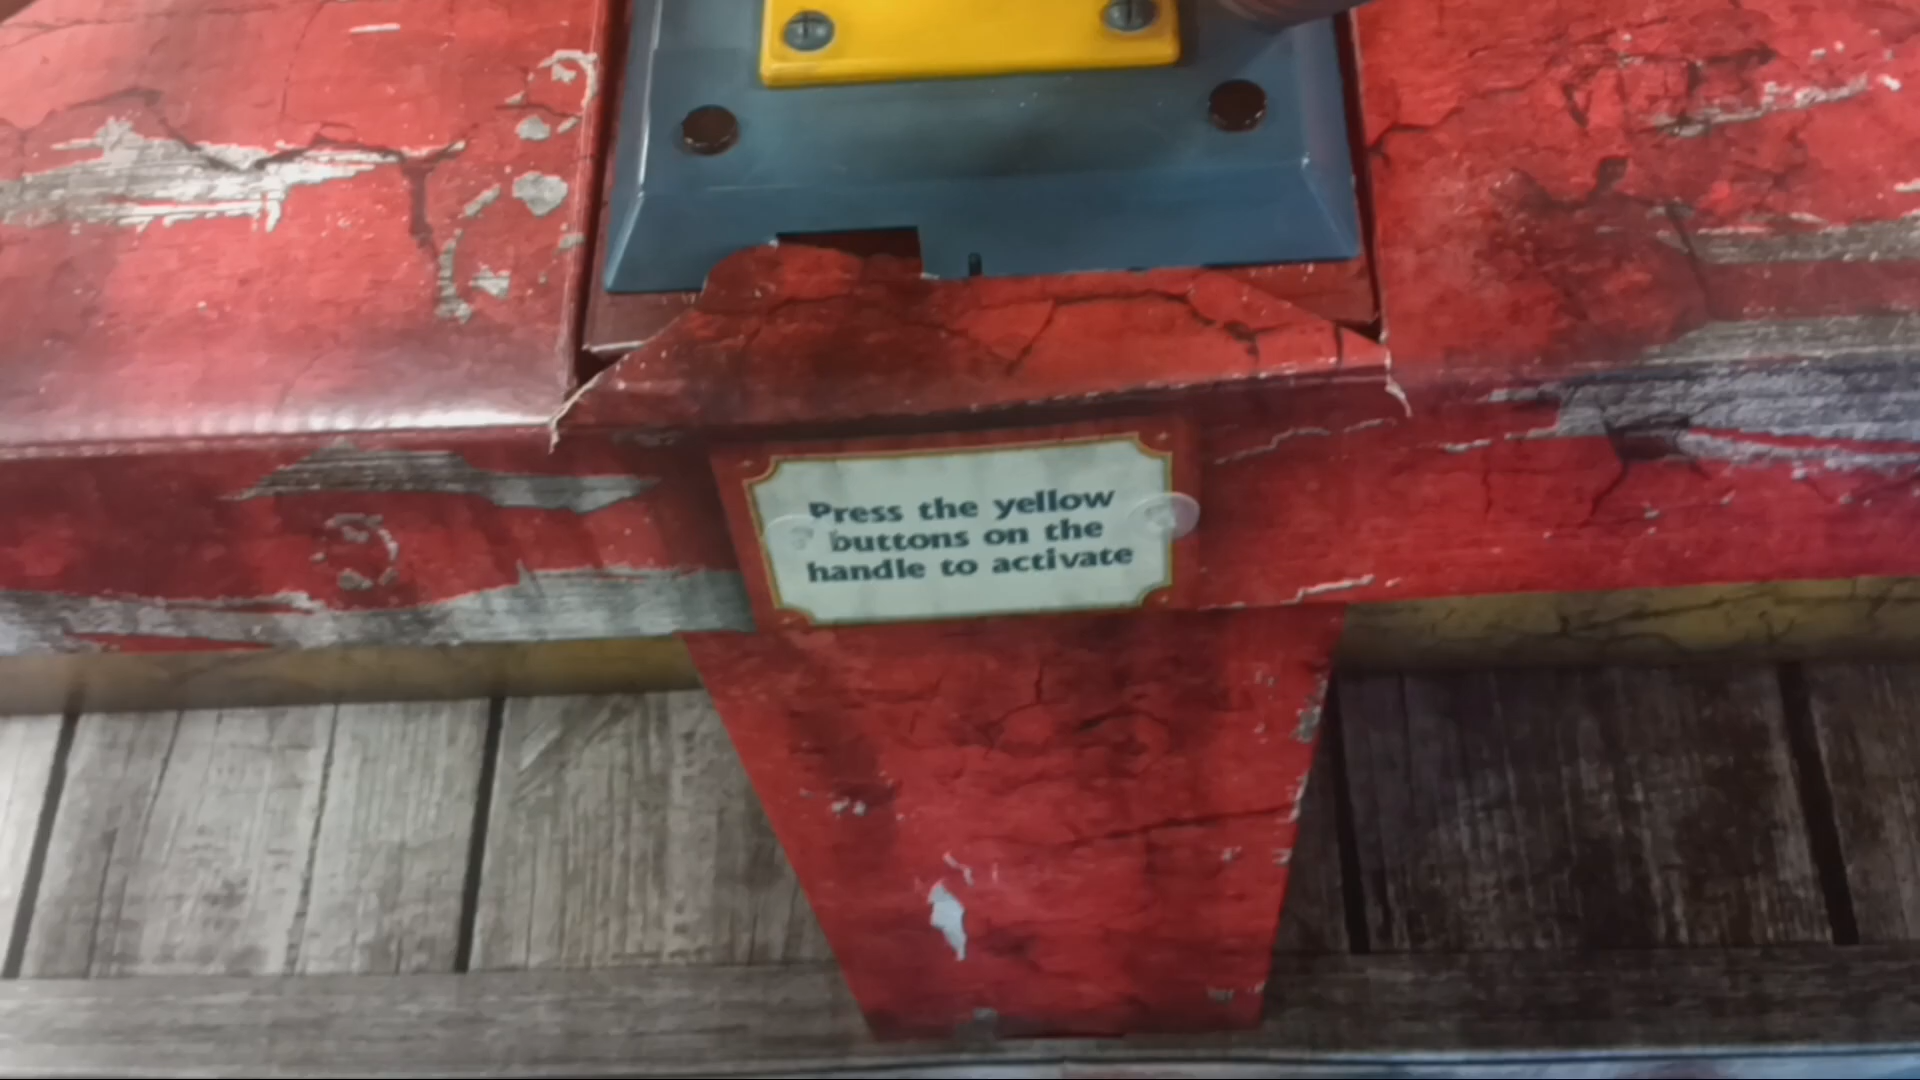 Press the yellow
buttons on the
handle to activate